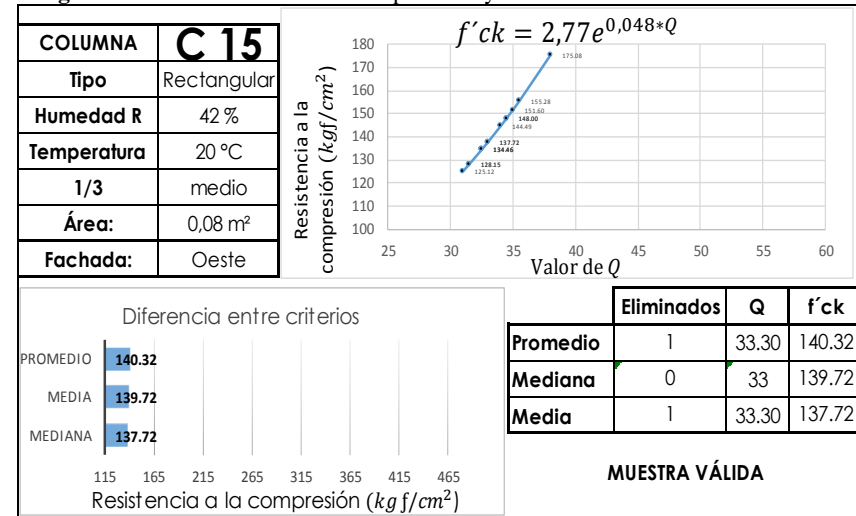 COLUMNA C 15
Tipo Rectangular
Humedad R 42 %
Temperatura 20 °C
1/3 medio
Área: 0,08 m²
Fachada: Oeste
f´ck = 2,77e^0,048*Q
Resistencia a la
compresión (kgf/cm²)
180
170
160
150
140
130
120
110
100
175.08
155.28
151.60
148.00
144.49
137.72
134.46
128.15
125.12
25 30 35 40 45 50 55 60
Valor de Q
Diferencia entre criterios
PROMEDIO 140.32
MEDIA 139.72
MEDIANA 137.72
115 165 215 265 315 365 415 465
Resistencia a la compresión (kgf/cm²)
Eliminados Q f´ck
Promedio 1 33.30 140.32
Mediana 0 33 139.72
Media 1 33.30 137.72
MUESTRA VÁLIDA